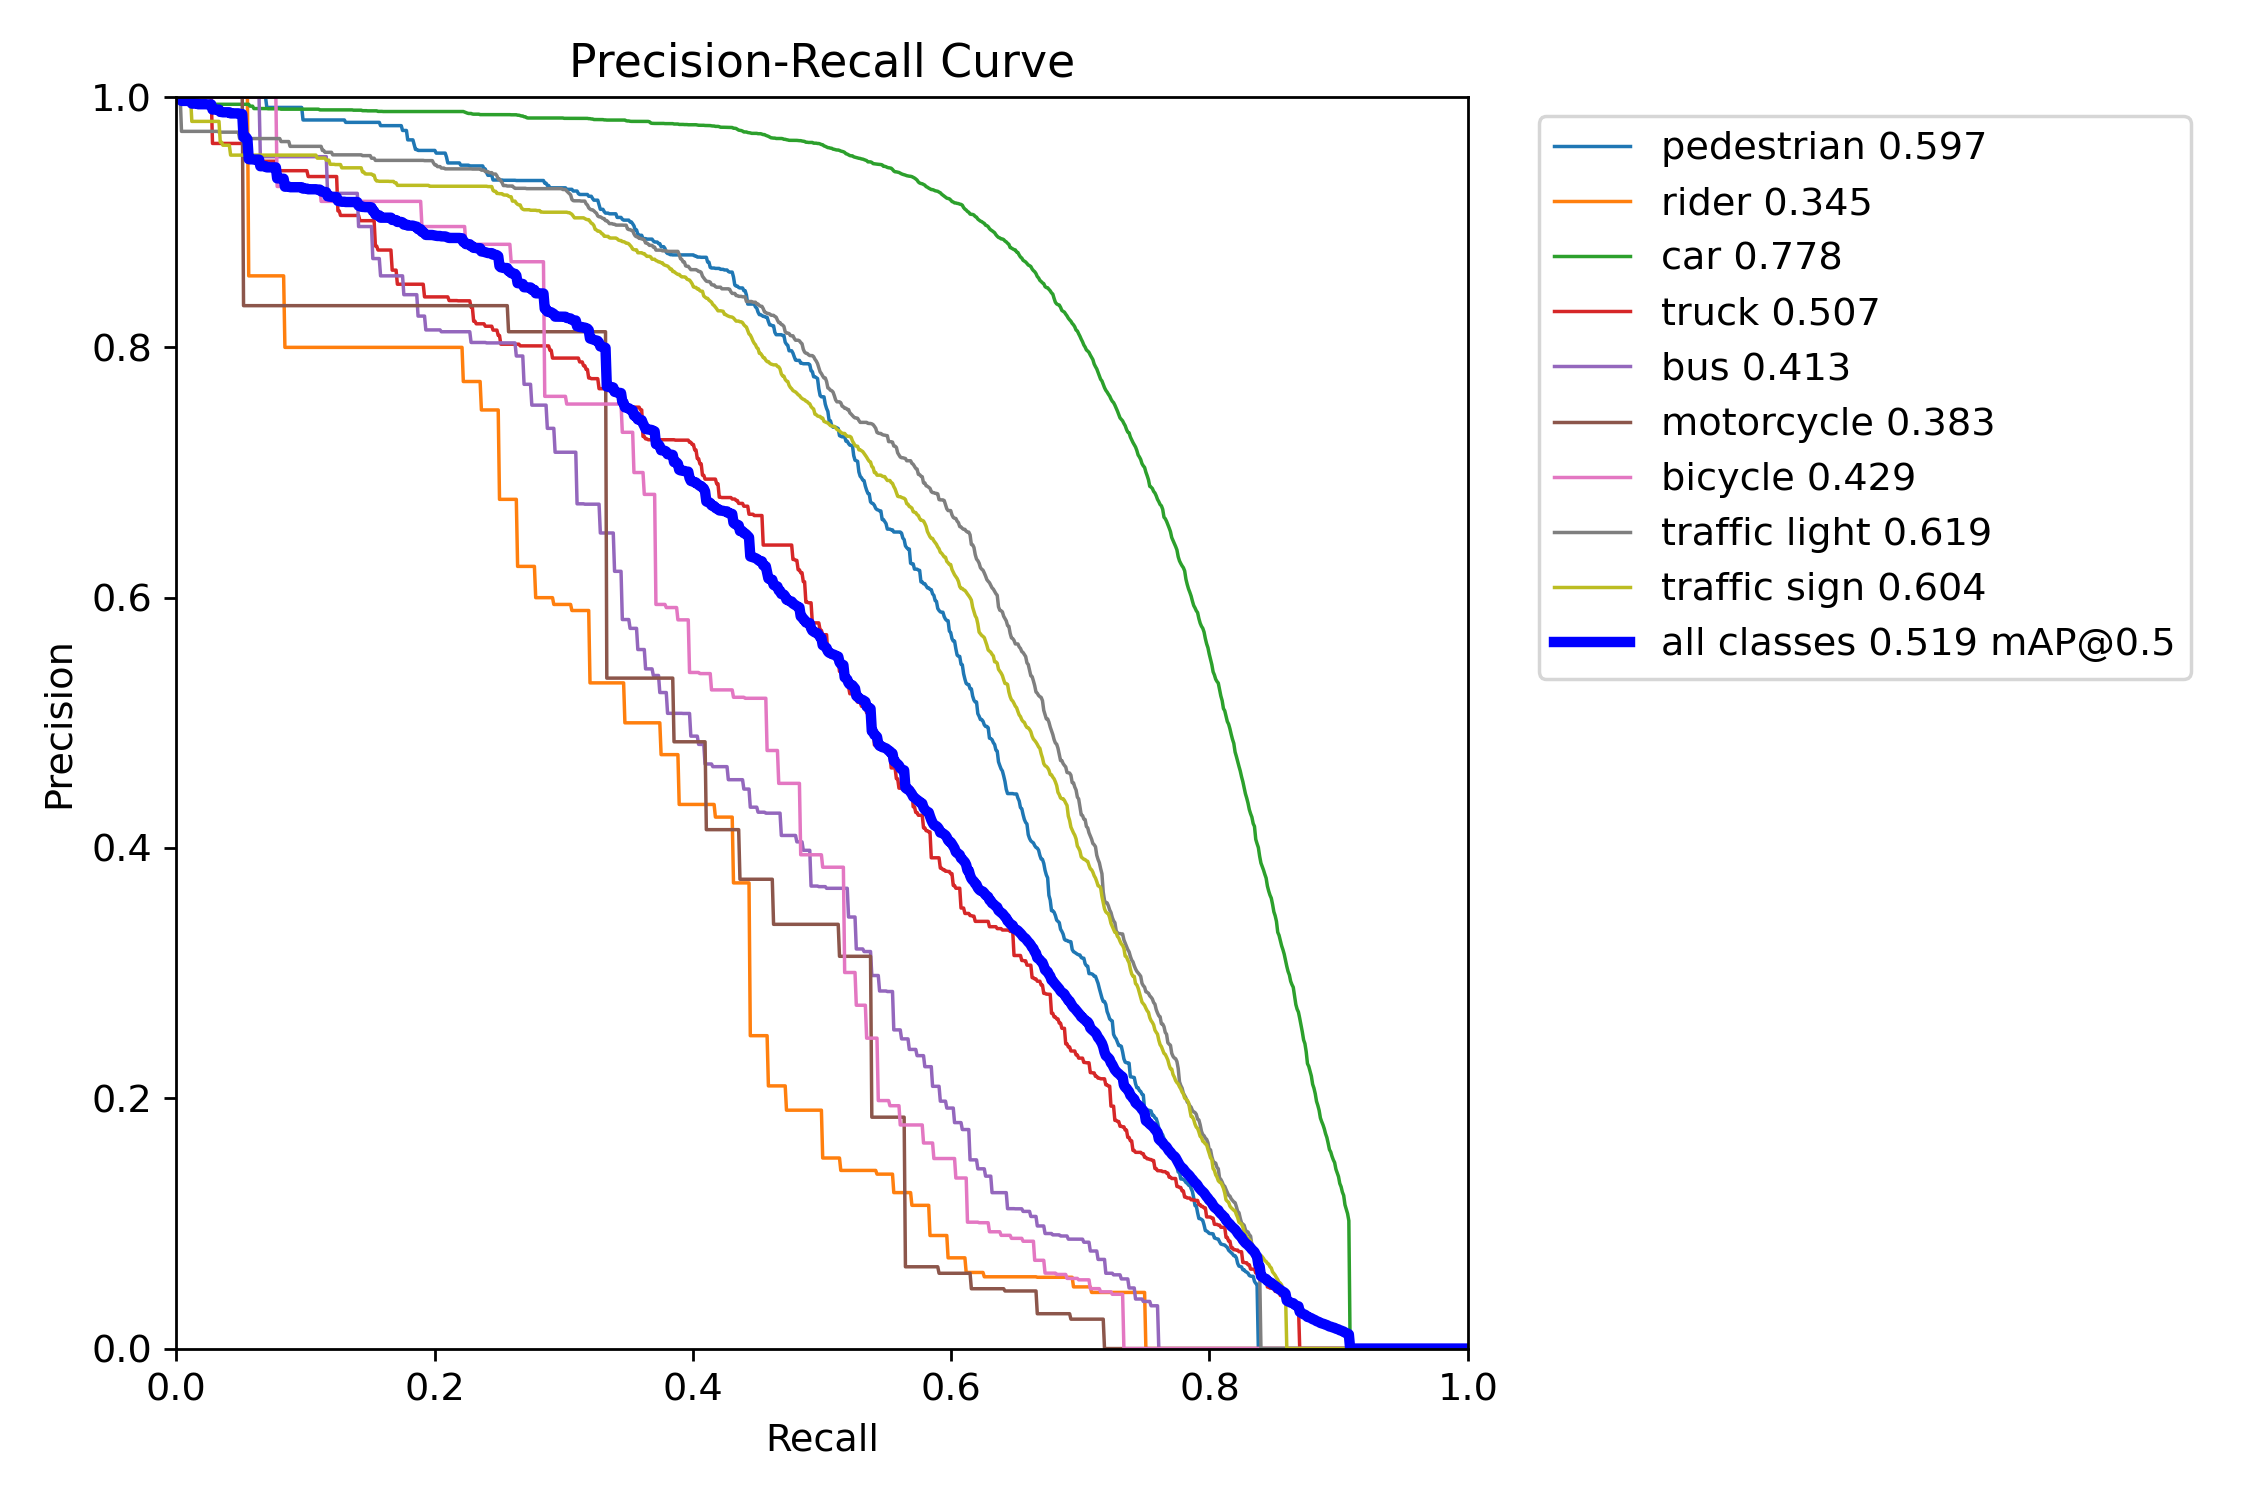 Precision-Recall Curve
1.0
0.8
0.6
0.4
0.2
0.0
Precision
0.0 0.2 0.4 0.6 0.8 1.0
Recall
pedestrian 0.597
rider 0.345
car 0.778
truck 0.507
bus 0.413
motorcycle 0.383
bicycle 0.429
traffic light 0.619
traffic sign 0.604
all classes 0.519 mAP@0.5